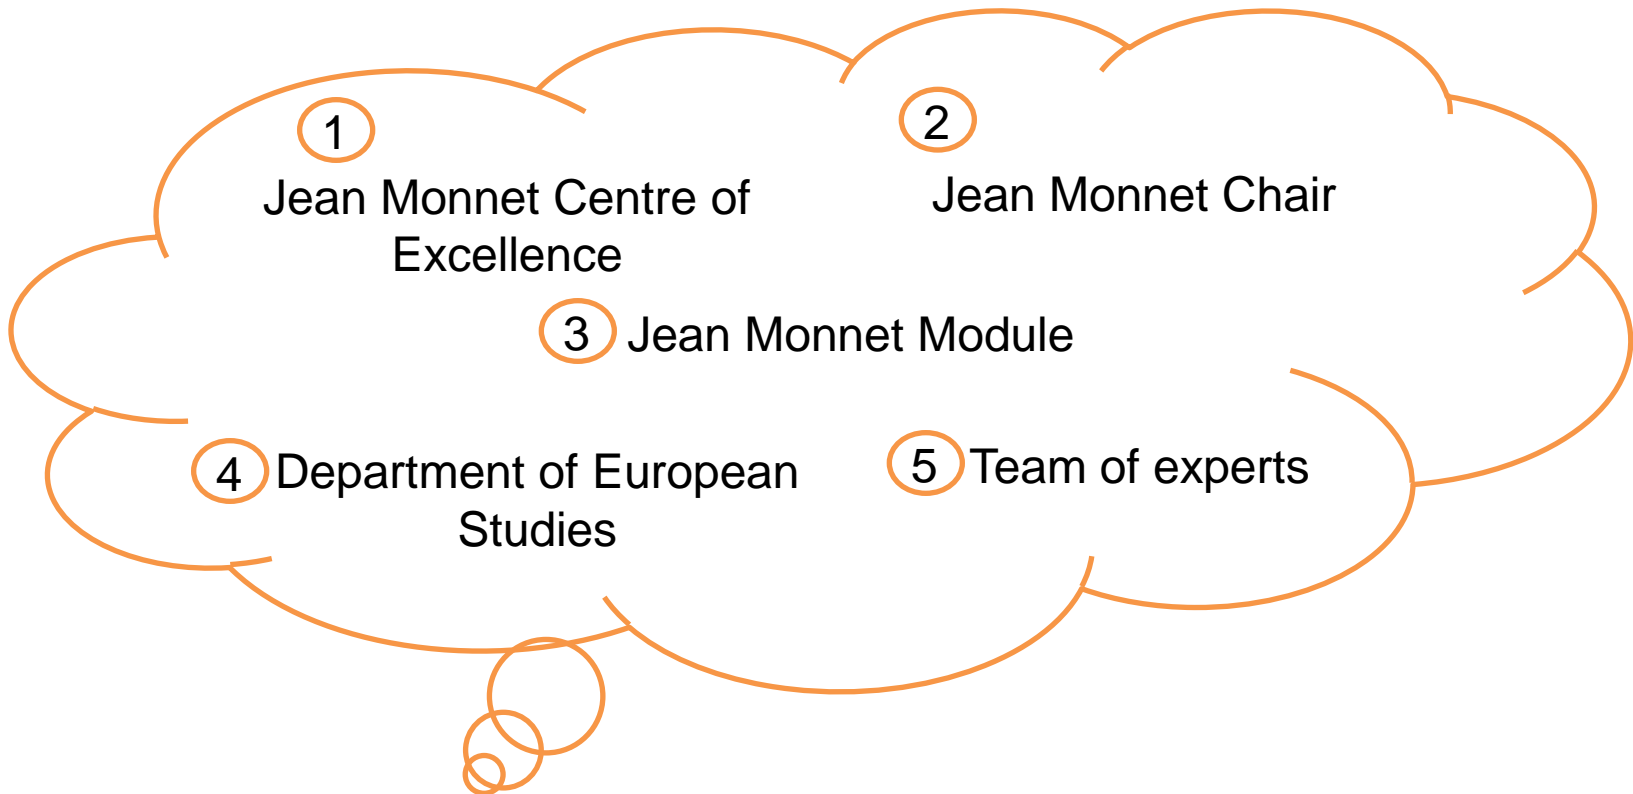 1
Jean Monnet Centre of
Excellence
2
Jean Monnet Chair
3 Jean Monnet Module
4 Department of European
Studies
5 Team of experts